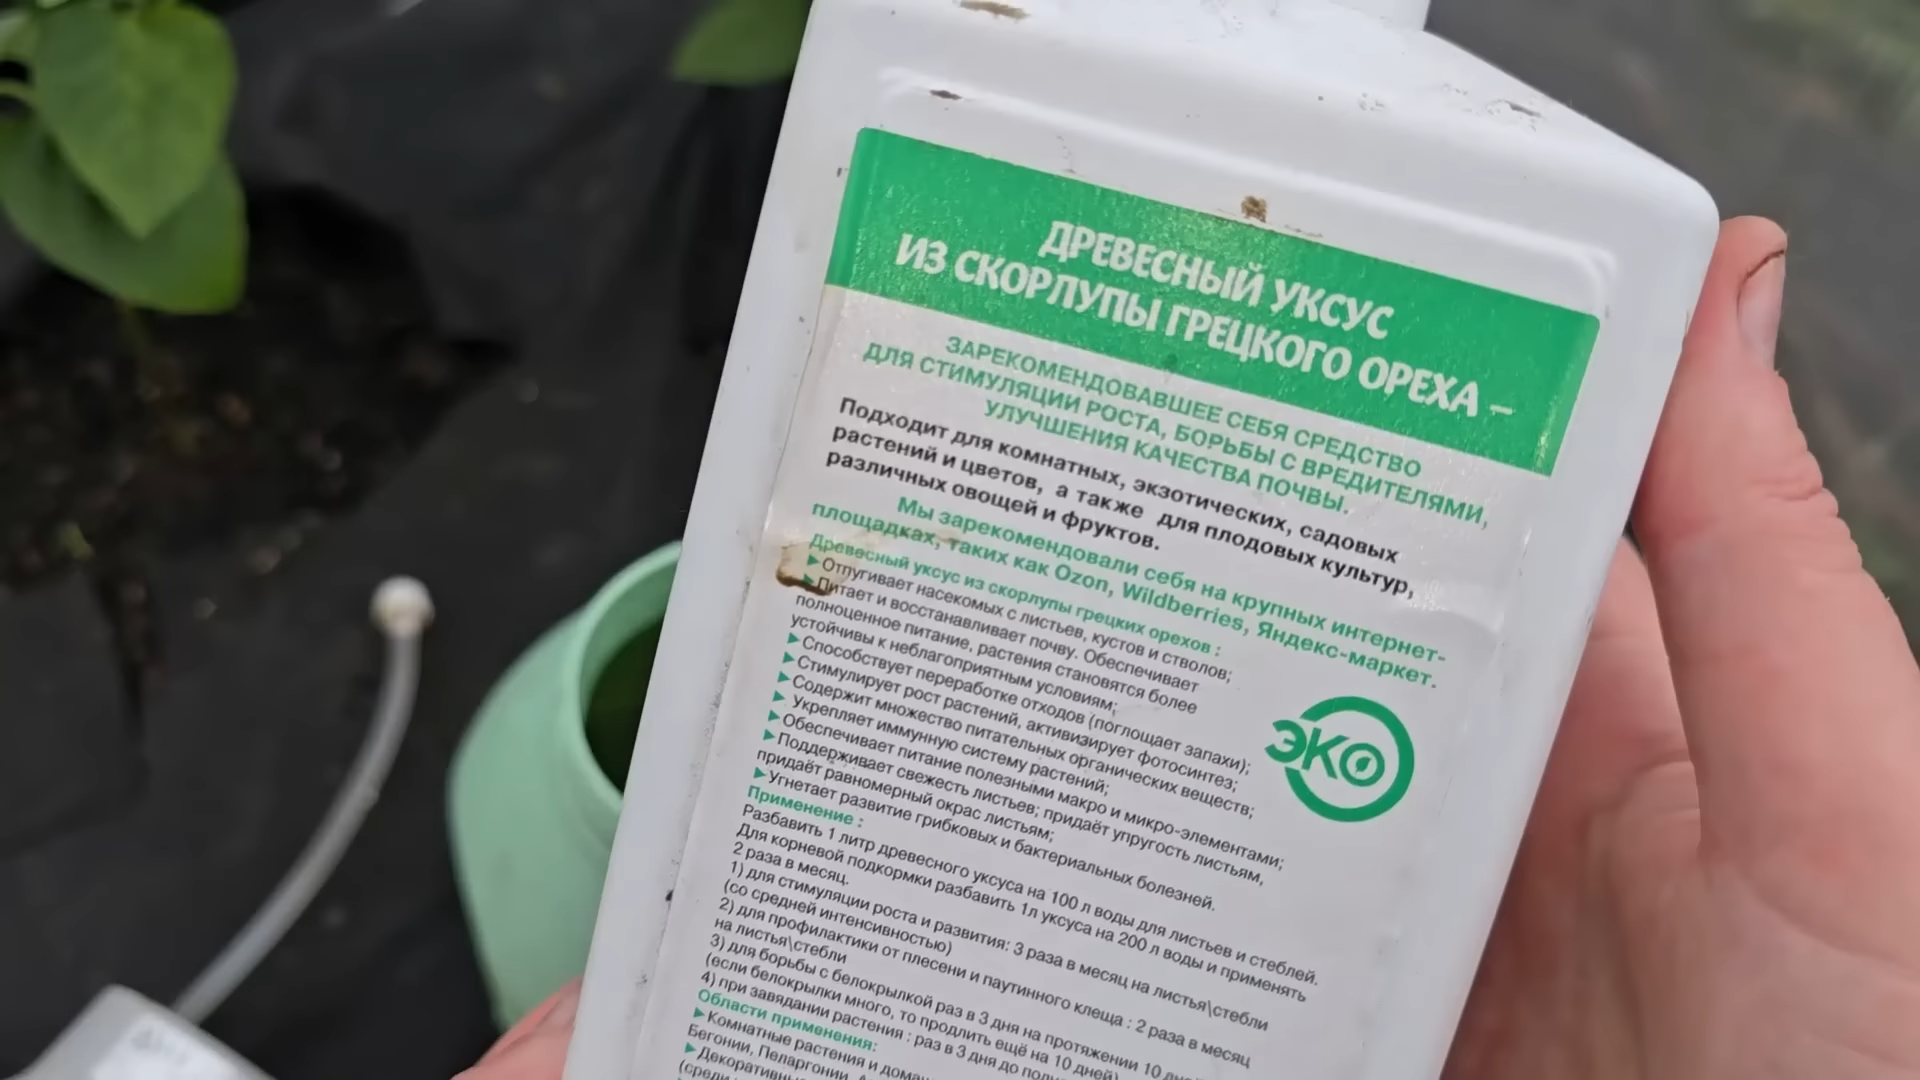 ДРЕВЕСНЫЙ УКСУС
ИЗ СКОРЛУПЫ ГРЕЦКОГО ОРЕХА –
ЗАРЕКОМЕНДОВАВШЕЕ СЕБЯ СРЕДСТВО
ДЛЯ СТИМУЛЯЦИИ РОСТА, БОРЬБЫ С ВРЕДИТЕЛЯМИ,
УЛУЧШЕНИЯ КАЧЕСТВА ПОЧВЫ.
Подходит для комнатных, экзотических, садовых
растений и цветов, а также для плодовых культур,
различных овощей и фруктов.
Мы зарекомендовали себя на крупных интернет-
площадках, таких как Ozon, Wildberries, Яндекс-маркет.
Древесный уксус из скорлупы грецких орехов :
▶ Отпугивает насекомых с листьев, кустов и стволов;
▶ Питает и восстанавливает почву. Обеспечивает
полноценное питание, растения становятся более
устойчивы к неблагоприятным условиям;
▶ Способствует переработке отходов (поглощает запахи);
▶ Стимулирует рост растений, активизирует фотосинтез;
▶ Содержит множество питательных органических веществ;
▶ Укрепляет иммунную систему растений;
▶ Обеспечивает питание полезными макро и микро-элементами;
▶ Поддерживает свежесть листьев; придаёт упругость листьям,
придаёт равномерный окрас листьям;
▶ Угнетает развитие грибковых и бактериальных болезней.
ЭКО
Применение :
Разбавить 1 литр древесного уксуса на 100 л воды для листьев и стеблей.
Для корневой подкормки разбавить 1л уксуса на 200 л воды и применять
2 раза в месяц.
1) для стимуляции роста и развития: 3 раза в месяц на листья\стебли
(со средней интенсивностью)
2) для профилактики от плесени и паутинного клеща : 2 раза в месяц
на листья\стебли
3) для борьбы с белокрылкой раз в 3 дня на протяжении 10
(если белокрылки много, то продлить ещё на 10 дней)
4) при завядании растения : раз в 3 дня до
Области применения:
▶ Комнатные растения и
Бегонии, Пеларгонии,
▶